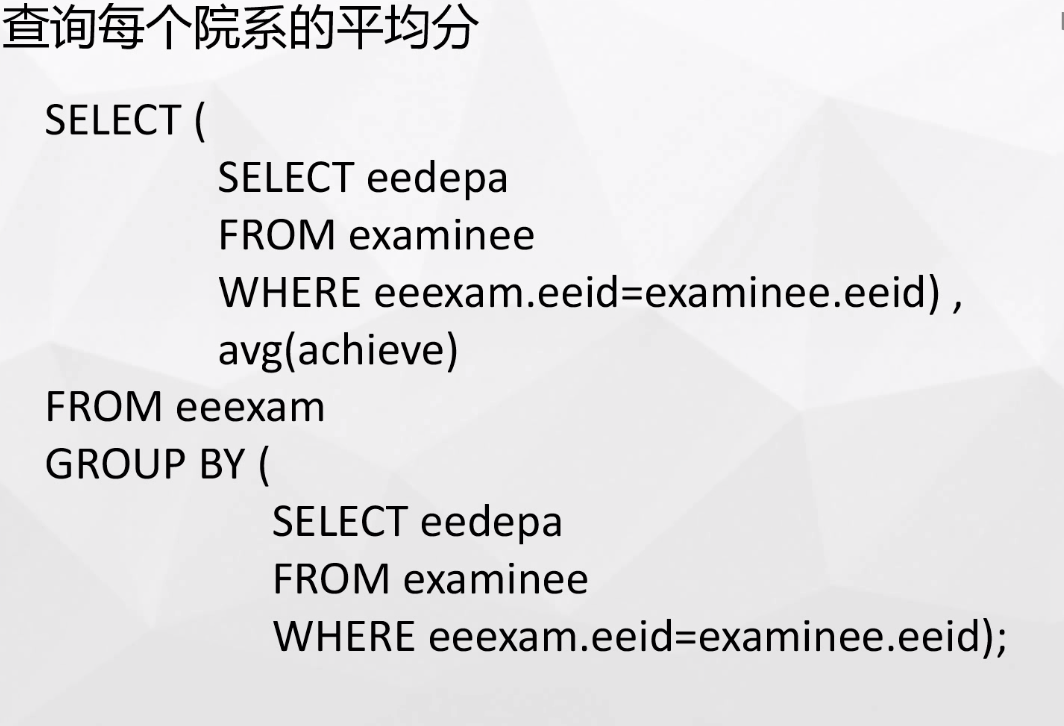 查询每个院系的平均分
SELECT (
SELECT eedepa
FROM examinee
WHERE eeexam.eeid=examinee.eeid) ,
avg(achieve)
FROM eeexam
GROUP BY (
SELECT eedepa
FROM examinee
WHERE eeexam.eeid=examinee.eeid);